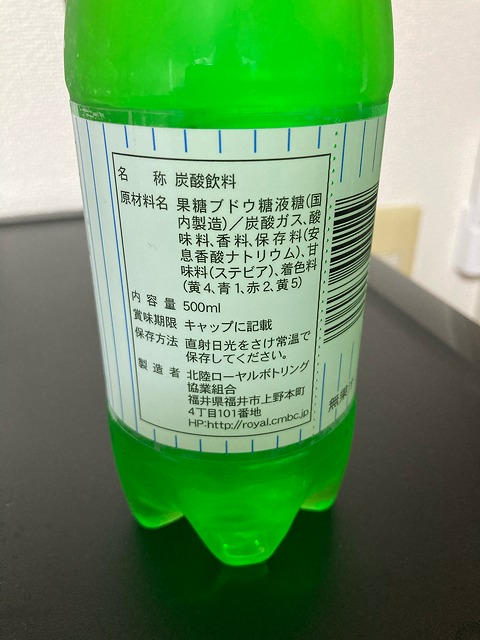 名称 炭酸飲料
原材料名 果糖ブドウ糖液糖(国
内製造)/炭酸ガス、酸
味料、香料、保存料(安
息香酸ナトリウム)、甘
味料(ステビア)、着色料
(黄4、青1、赤2、黄5)
内容量 500ml
賞味期限 キャップに記載
保存方法 直射日光をさけ常温で
保存してください。
製造者 北陸ローヤルボトリング
協業組合
福井県福井市上野本町
4丁目101番地
HP:http://royal.cmbc.jp
無果汁